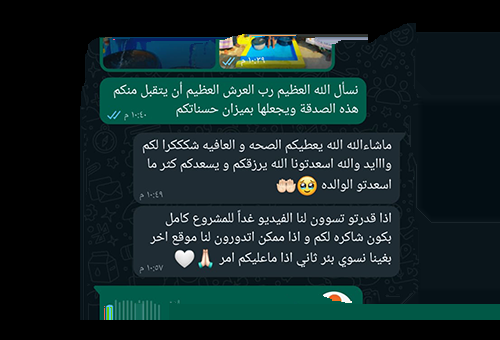 ١٠:٣٩ م
نسأل الله العظيم رب العرش العظيم أن يتقبل منكم
هذه الصدقة ويجعلها بميزان حسناتكم
١٠:٤٠ م
ماشاءالله الله يعطيكم الصحه و العافيه شككككرا لكم
واااايد والله اسعدتونا الله يرزقكم و يسعدكم كثر ما
اسعدتو الوالده 🥹🤲🏻
١٠:٤٩ م
اذا قدرتو تسوون لنا الفيديو غداً للمشروع كامل
بكون شاكره لكم و اذا ممكن اتدورون لنا موقع اخر
بغينا نسوي بئر ثاني اذا ماعليكم امر 🙏🏻🤍
١٠:٥٧ م